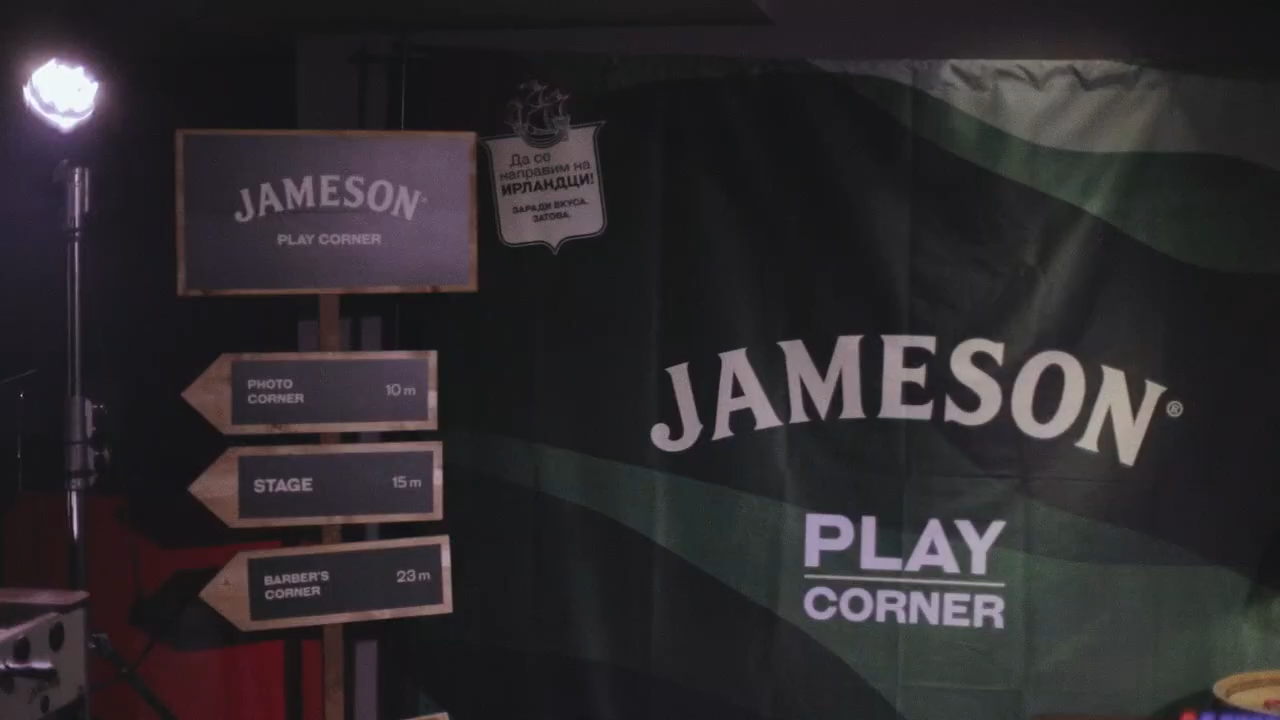 JAMESON
PLAY CORNER
Да се
направим на
ИРЛАНДЦИ!
ЗАРАДИ ВКУСА.
ЗАТОВА.
PHOTO
CORNER
10 m
STAGE
15 m
BARBER'S
CORNER
23 m
JAMESON®
PLAY
CORNER